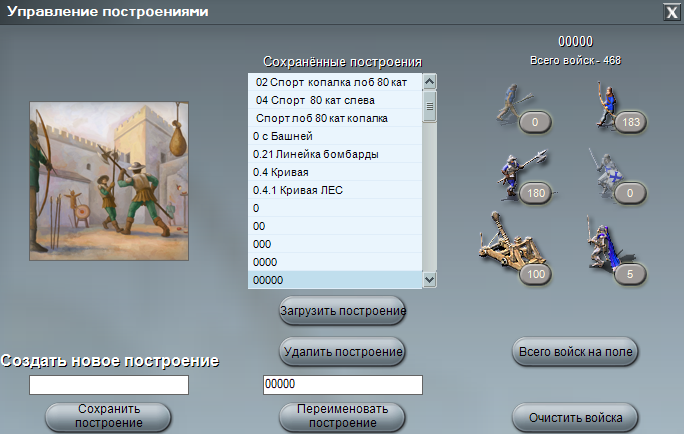 Управление построениями
X
Сохранённые построения
02 Спорт копалка лоб 80 кат
04 Спорт 80 кат слева
Спорт лоб 80 кат копалка
0 с Башней
0.21 Линейка бомбарды
0.4 Кривая
0.4.1 Кривая ЛЕС
0
00
000
0000
00000
Загрузить построение
Удалить построение
00000
Переименовать
построение
Создать новое построение
Сохранить
построение
00000
Всего войск - 468
0
183
180
0
100
5
Всего войск на поле
Очистить войска